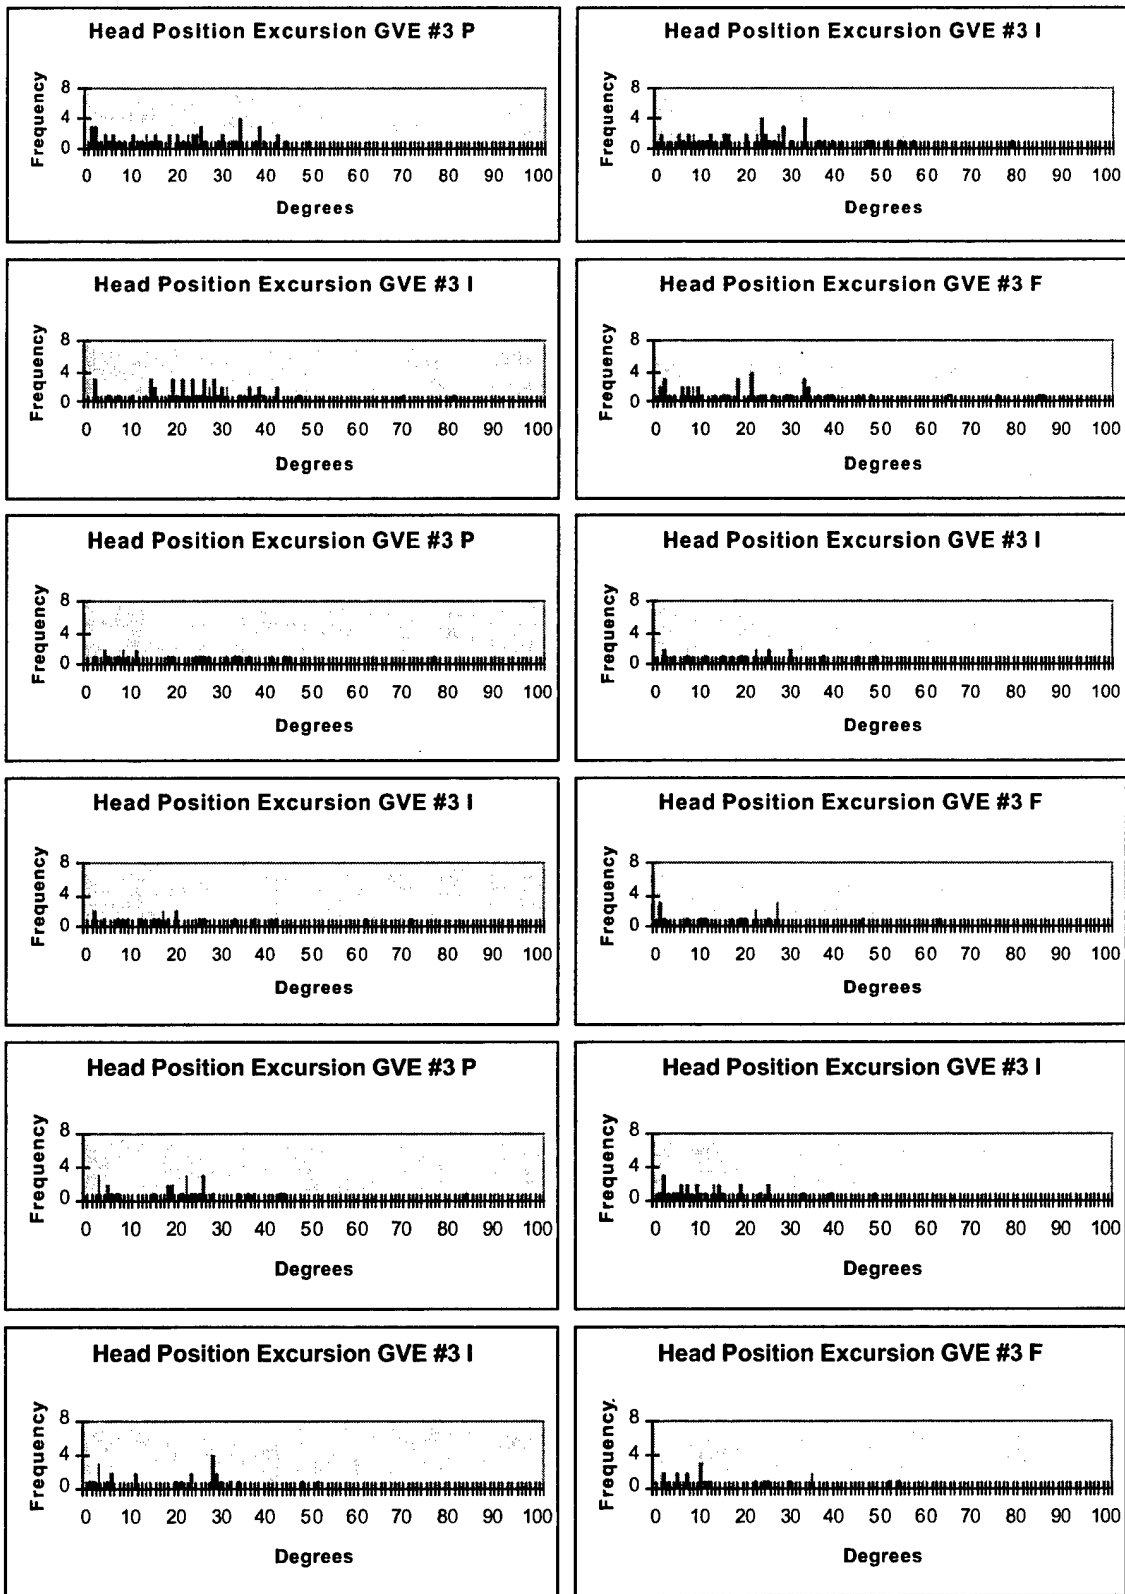 Head Position Excursion GVE #3 P
Frequency
8
4
0
0 10 20 30 40 50 60 70 80 90 100
Degrees
Head Position Excursion GVE #3 I
Frequency
8
4
0
0 10 20 30 40 50 60 70 80 90 100
Degrees
Head Position Excursion GVE #3 I
Frequency
8
4
0
0 10 20 30 40 50 60 70 80 90 100
Degrees
Head Position Excursion GVE #3 F
Frequency
8
4
0
0 10 20 30 40 50 60 70 80 90 100
Degrees
Head Position Excursion GVE #3 P
Frequency
8
4
0
0 10 20 30 40 50 60 70 80 90 100
Degrees
Head Position Excursion GVE #3 I
Frequency
8
4
0
0 10 20 30 40 50 60 70 80 90 100
Degrees
Head Position Excursion GVE #3 I
Frequency
8
4
0
0 10 20 30 40 50 60 70 80 90 100
Degrees
Head Position Excursion GVE #3 F
Frequency
8
4
0
0 10 20 30 40 50 60 70 80 90 100
Degrees
Head Position Excursion GVE #3 P
Frequency
8
4
0
0 10 20 30 40 50 60 70 80 90 100
Degrees
Head Position Excursion GVE #3 I
Frequency
8
4
0
0 10 20 30 40 50 60 70 80 90 100
Degrees
Head Position Excursion GVE #3 I
Frequency
8
4
0
0 10 20 30 40 50 60 70 80 90 100
Degrees
Head Position Excursion GVE #3 F
Frequency
8
4
0
0 10 20 30 40 50 60 70 80 90 100
Degrees